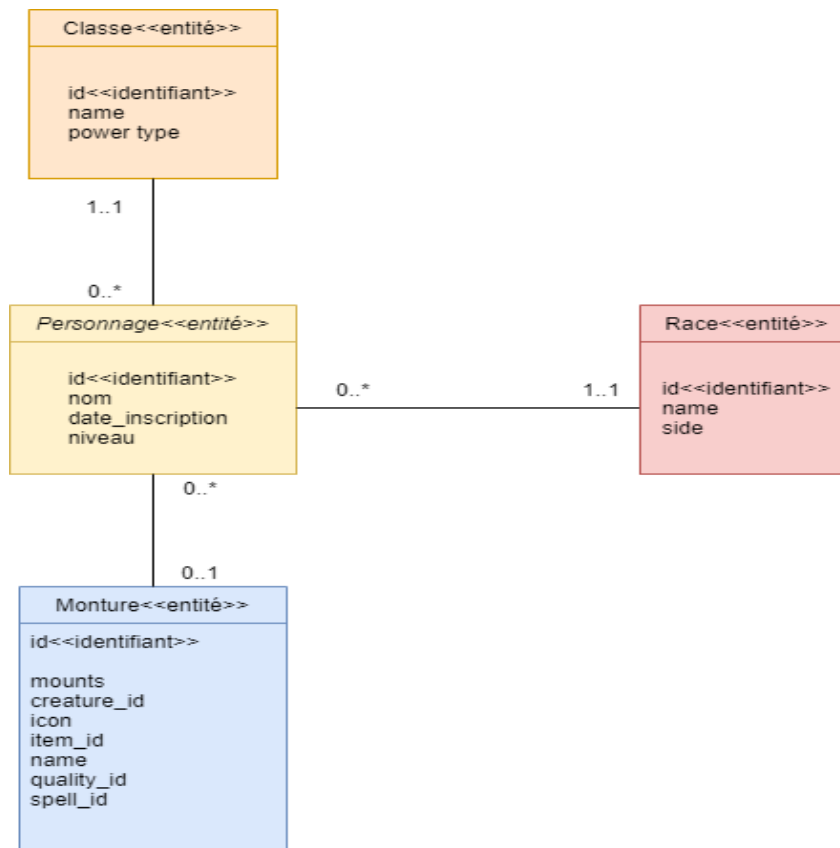 Classe<<entité>>
id<<identifiant>>
name
power type
1..1
0..*
Personnage<<entité>>
id<<identifiant>>
nom
date_inscription
niveau
0..*
1..1
Race<<entité>>
id<<identifiant>>
name
side
0..*
0..1
Monture<<entité>>
id<<identifiant>>
mounts
creature_id
icon
item_id
name
quality_id
spell_id